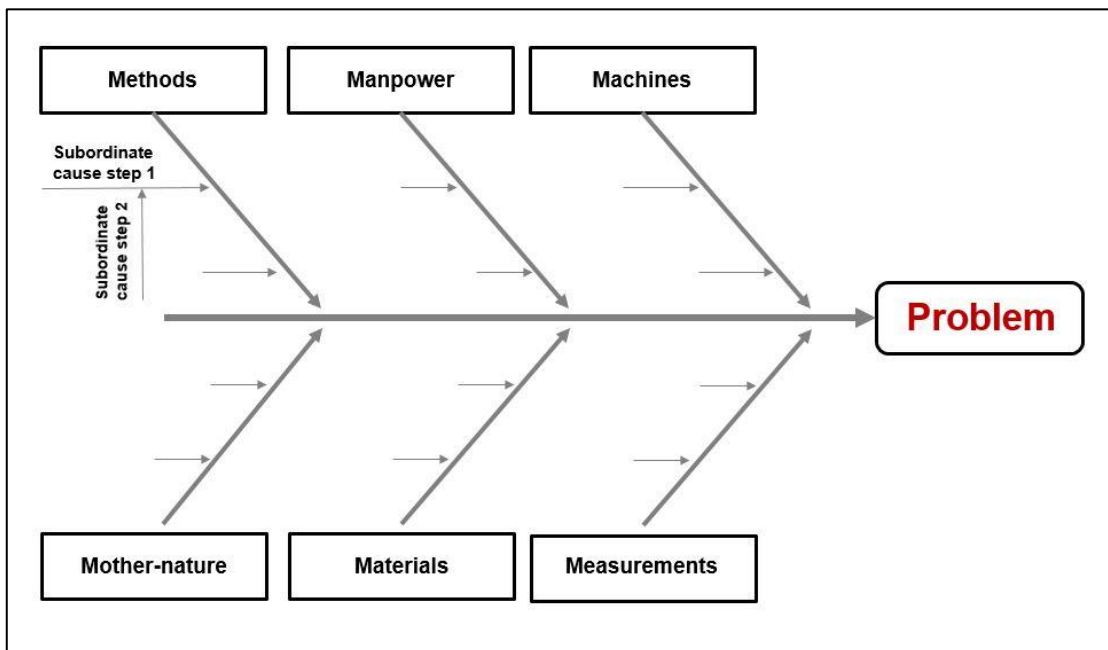 Methods
Manpower
Machines
Subordinate
cause step 1
Subordinate
cause step 2
Problem
Mother-nature
Materials
Measurements